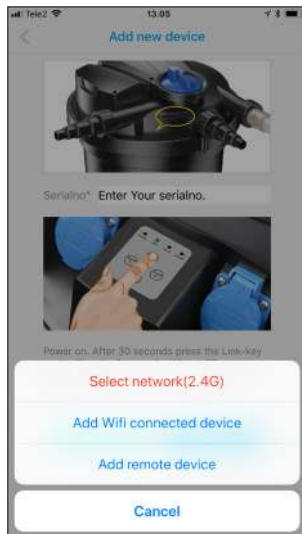 Tele2 13.05
Add new device
Serialno* Enter Your serialno.
Power on. After 30 seconds press the Link-key
Select network(2.4G)
Add Wifi connected device
Add remote device
Cancel